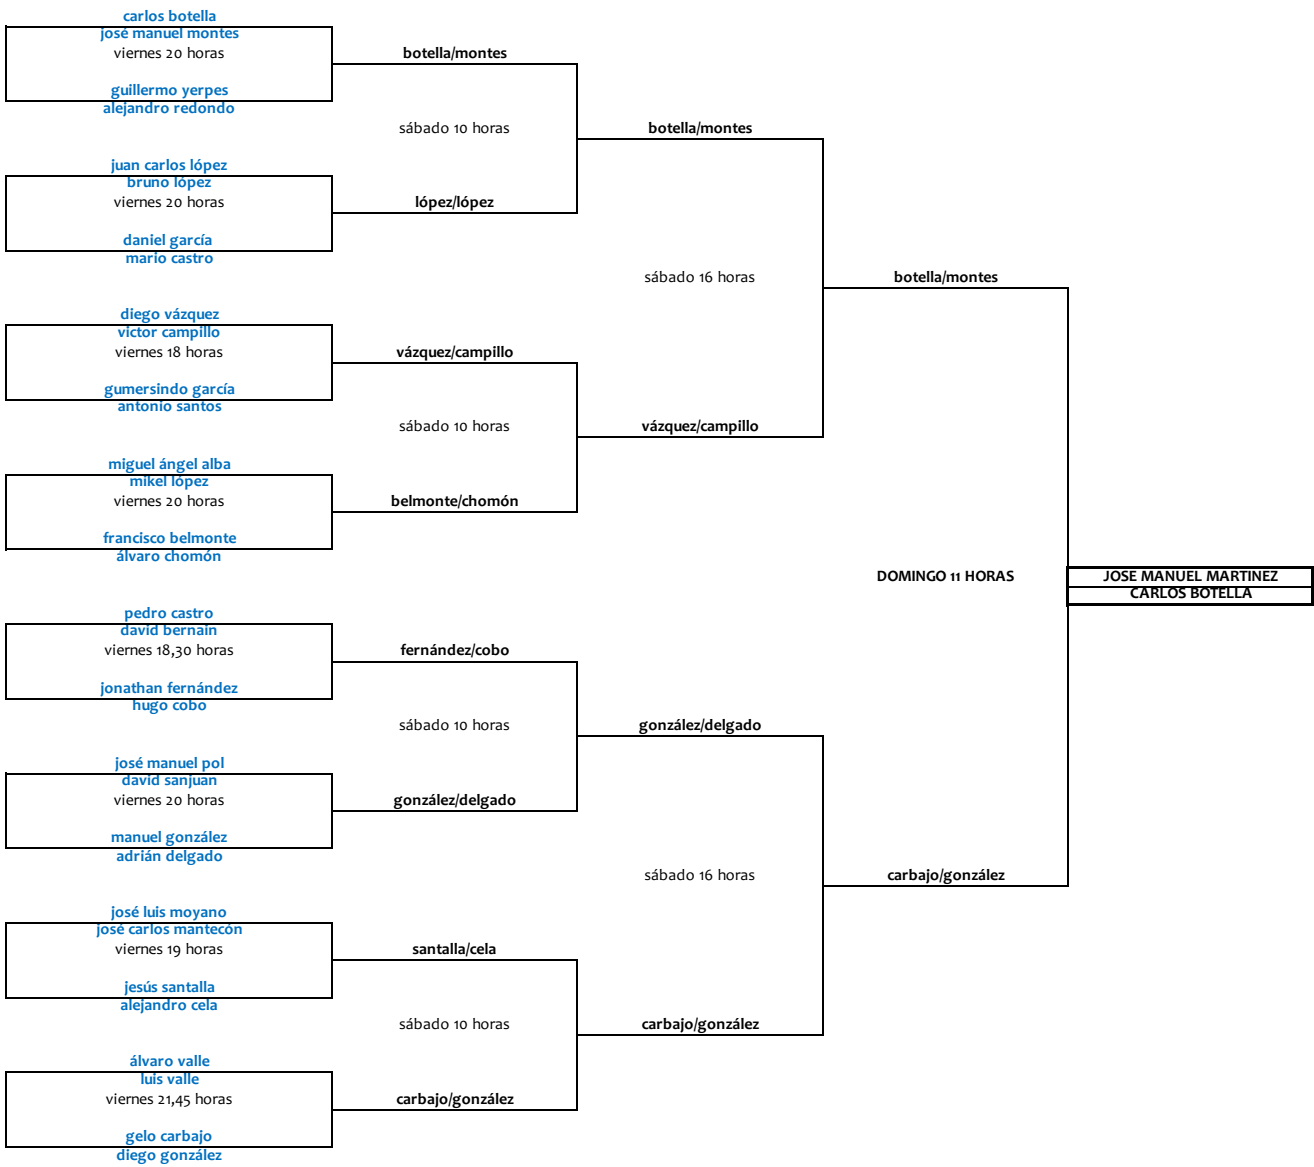 carlos botella
josé manuel montes
viernes 20 horas
guillermo yerpes
alejandro redondo
juan carlos lópez
bruno lópez
viernes 20 horas
daniel garcía
mario castro
diego vázquez
victor campillo
viernes 18 horas
gumersindo garcía
antonio santos
miguel ángel alba
mikel lópez
viernes 20 horas
francisco belmonte
álvaro chomón
pedro castro
david bernain
viernes 18,30 horas
jonathan fernández
hugo cobo
josé manuel pol
david sanjuan
viernes 20 horas
manuel gonzález
adrián delgado
josé luis moyano
josé carlos mantecón
viernes 19 horas
jesús santalla
alejandro cela
álvaro valle
luis valle
viernes 21,45 horas
gelo carbajo
diego gonzález
botella/montes
sábado 10 horas
lópez/lópez
vázquez/campillo
sábado 10 horas
belmonte/chomón
fernández/cobo
sábado 10 horas
gonzález/delgado
santalla/cela
sábado 10 horas
carbajo/gonzález
botella/montes
sábado 16 horas
vázquez/campillo
gonzález/delgado
sábado 16 horas
carbajo/gonzález
botella/montes
DOMINGO 11 HORAS
carbajo/gonzález
JOSE MANUEL MARTINEZ
CARLOS BOTELLA